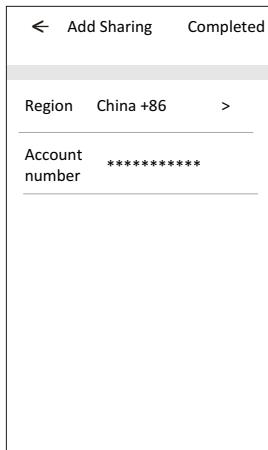 ← Add Sharing Completed
Region China +86 >
Account
number ***********